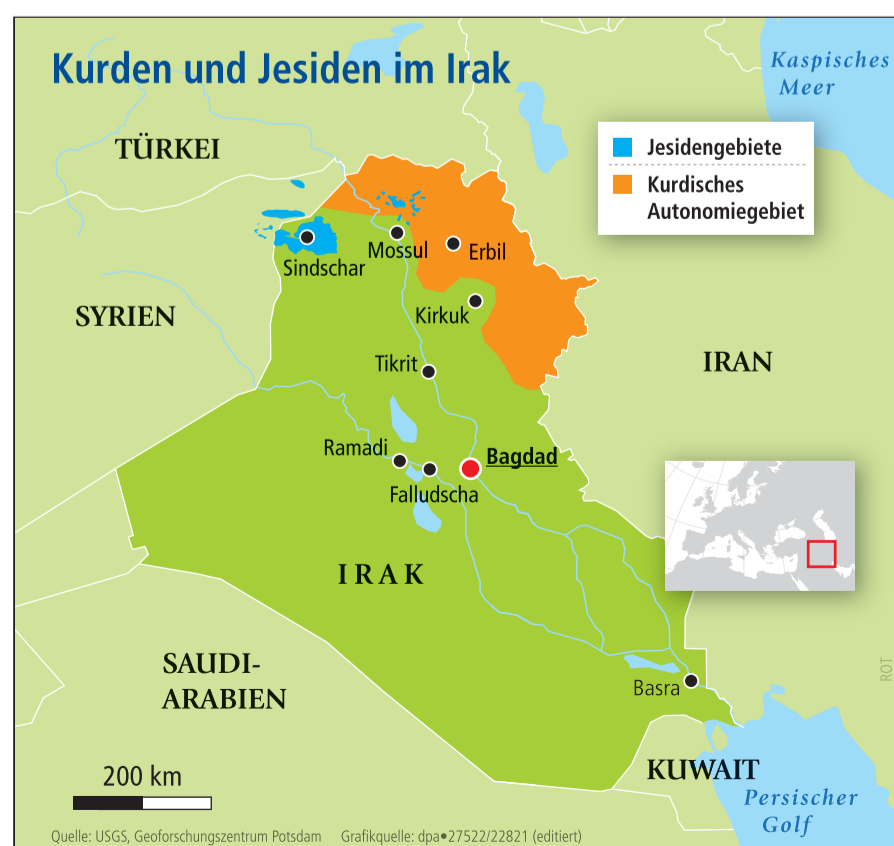 Kurden und Jesiden im Irak
Kaspisches
Meer
Jesidengebiete
Kurdisches
Autonomiegebiet
TÜRKEI
Sindschar
Mossul
Erbil
Kirkuk
SYRIEN
Tikrit
IRAN
Ramadi
Bagdad
Falludscha
IRAK
SAUDI-
ARABIEN
Basra
ROT
200 km
KUWAIT
Persischer
Golf
Quelle: USGS, Geoforschungszentrum Potsdam Grafikquelle: dpa•27522/22821 (editiert)